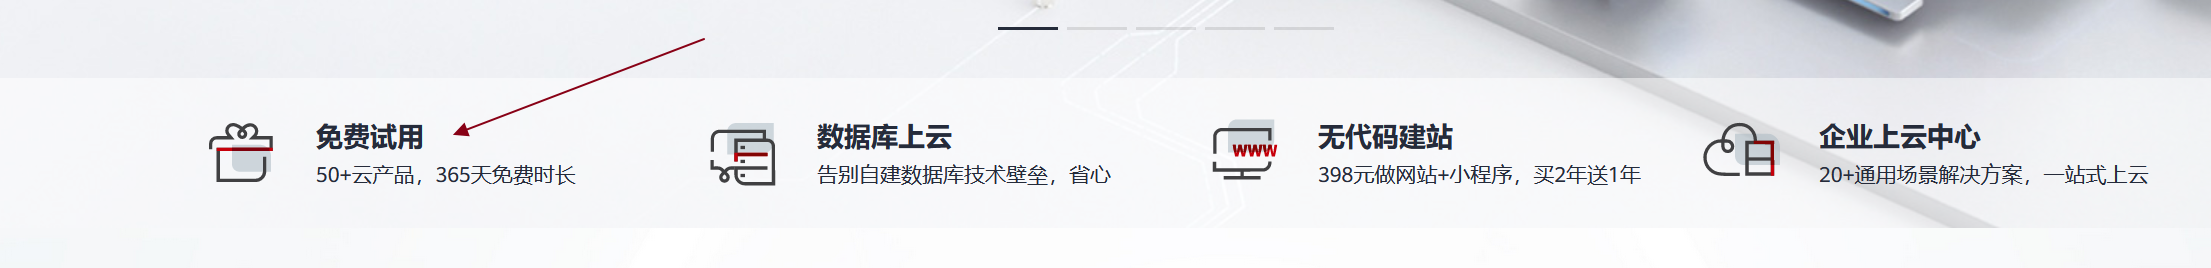 免费试用
50+云产品，365天免费时长
数据库上云
告别自建数据库技术壁垒，省心
www
无代码建站
398元做网站+小程序，买2年送1年
企业上云中心
20+通用场景解决方案，一站式上云